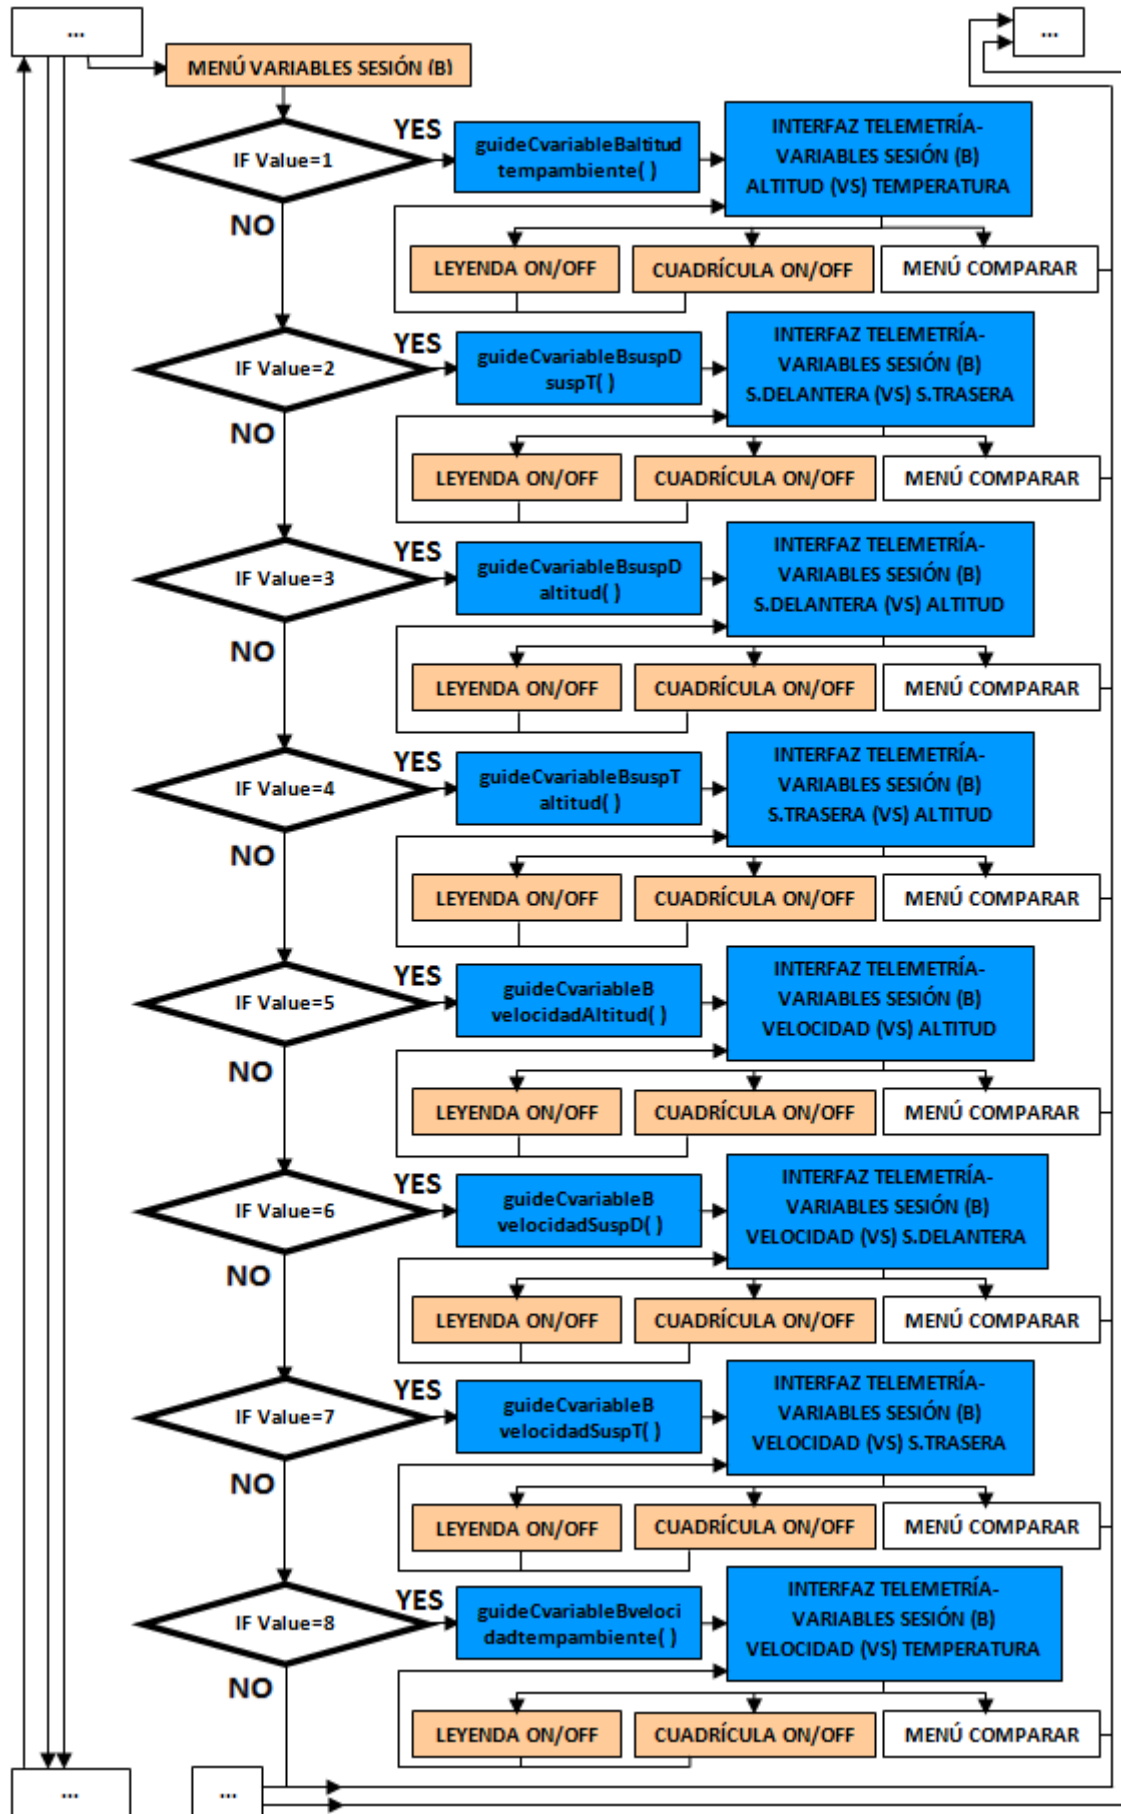 ...
...
MENÚ VARIABLES SESIÓN (B)
IF Value=1
YES
guideCvariableBaltitud
tempambiente( )
INTERFAZ TELEMETRÍA-
VARIABLES SESIÓN (B)
ALTITUD (VS) TEMPERATURA
NO
LEYENDA ON/OFF
CUADRÍCULA ON/OFF
MENÚ COMPARAR
IF Value=2
YES
guideCvariableBsuspD
suspT( )
INTERFAZ TELEMETRÍA-
VARIABLES SESIÓN (B)
S.DELANTERA (VS) S.TRASERA
NO
LEYENDA ON/OFF
CUADRÍCULA ON/OFF
MENÚ COMPARAR
IF Value=3
YES
guideCvariableBsuspD
altitud( )
INTERFAZ TELEMETRÍA-
VARIABLES SESIÓN (B)
S.DELANTERA (VS) ALTITUD
NO
LEYENDA ON/OFF
CUADRÍCULA ON/OFF
MENÚ COMPARAR
IF Value=4
YES
guideCvariableBsuspT
altitud( )
INTERFAZ TELEMETRÍA-
VARIABLES SESIÓN (B)
S.TRASERA (VS) ALTITUD
NO
LEYENDA ON/OFF
CUADRÍCULA ON/OFF
MENÚ COMPARAR
IF Value=5
YES
guideCvariableB
velocidadAltitud( )
INTERFAZ TELEMETRÍA-
VARIABLES SESIÓN (B)
VELOCIDAD (VS) ALTITUD
NO
LEYENDA ON/OFF
CUADRÍCULA ON/OFF
MENÚ COMPARAR
IF Value=6
YES
guideCvariableB
velocidadSuspD( )
INTERFAZ TELEMETRÍA-
VARIABLES SESIÓN (B)
VELOCIDAD (VS) S.DELANTERA
NO
LEYENDA ON/OFF
CUADRÍCULA ON/OFF
MENÚ COMPARAR
IF Value=7
YES
guideCvariableB
velocidadSuspT( )
INTERFAZ TELEMETRÍA-
VARIABLES SESIÓN (B)
VELOCIDAD (VS) S.TRASERA
NO
LEYENDA ON/OFF
CUADRÍCULA ON/OFF
MENÚ COMPARAR
IF Value=8
YES
guideCvariableBveloci
dadtempambiente( )
INTERFAZ TELEMETRÍA-
VARIABLES SESIÓN (B)
VELOCIDAD (VS) TEMPERATURA
NO
LEYENDA ON/OFF
CUADRÍCULA ON/OFF
MENÚ COMPARAR
...
...